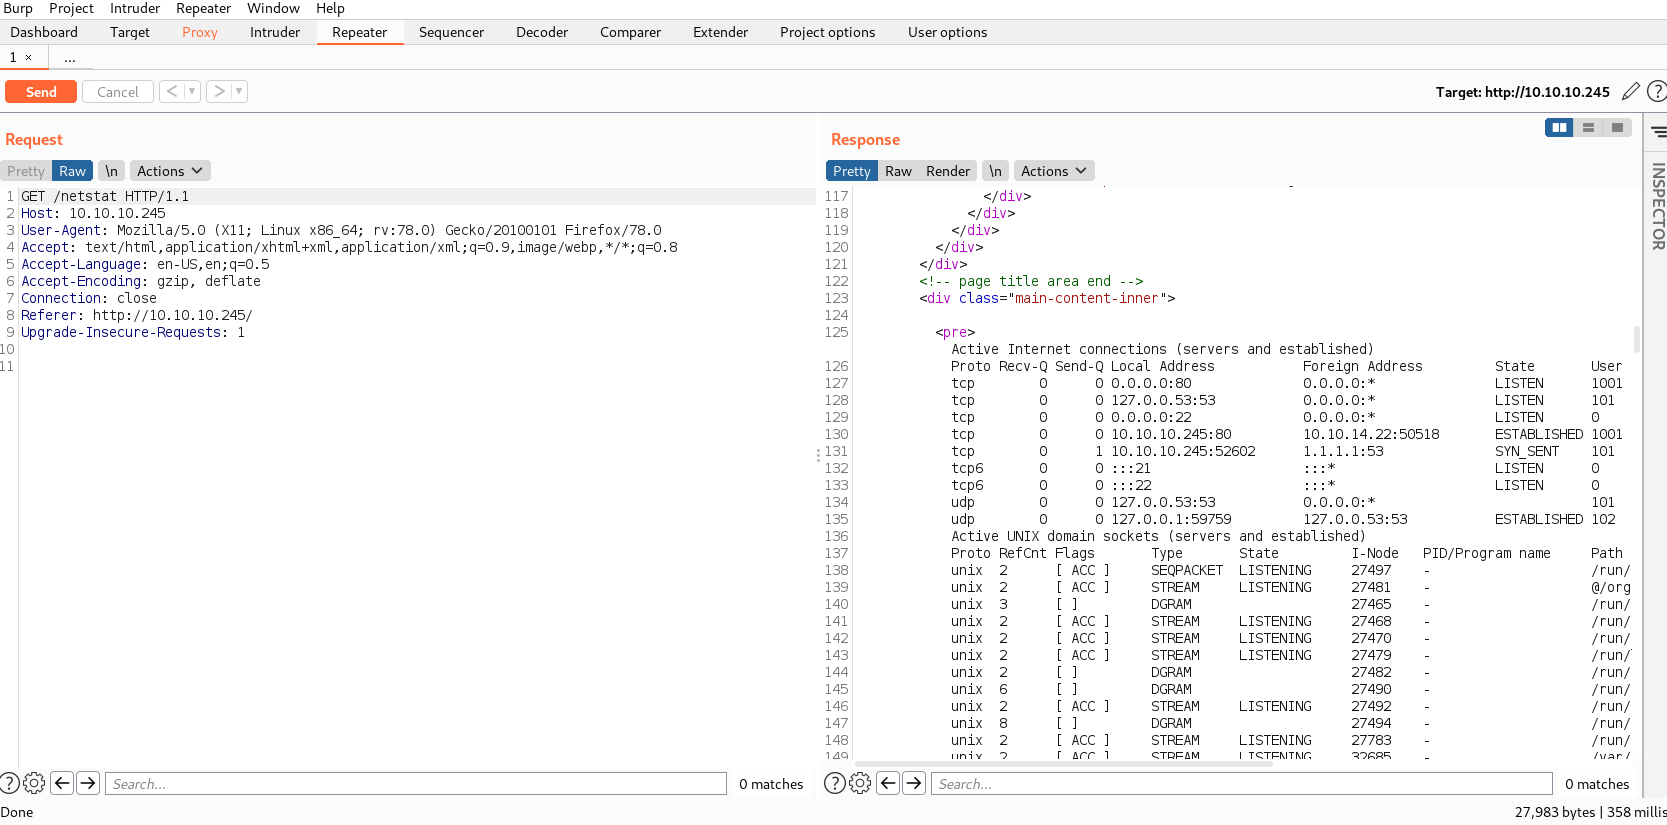 Burp Project Intruder Repeater Window Help
Dashboard Target Proxy Intruder Repeater Sequencer Decoder Comparer Extender Project options User options
1 × ...
Send Cancel < ▼ > ▼ Target: http://10.10.10.245 ?
Request
Pretty Raw \n Actions
1 GET /netstat HTTP/1.1
2 Host: 10.10.10.245
3 User-Agent: Mozilla/5.0 (X11; Linux x86_64; rv:78.0) Gecko/20100101 Firefox/78.0
4 Accept: text/html,application/xhtml+xml,application/xml;q=0.9,image/webp,*/*;q=0.8
5 Accept-Language: en-US,en;q=0.5
6 Accept-Encoding: gzip, deflate
7 Connection: close
8 Referer: http://10.10.10.245/
9 Upgrade-Insecure-Requests: 1
10
11
? Search... 0 matches
Response
Pretty Raw Render \n Actions
117 </div>
118 </div>
119 </div>
120 </div>
121 </div>
122 <!-- page title area end -->
123 <div class="main-content-inner">
124
125 <pre>
Active Internet connections (servers and established)
126 Proto Recv-Q Send-Q Local Address Foreign Address State User
127 tcp 0 0 0.0.0.0:80 0.0.0.0:* LISTEN 1001
128 tcp 0 0 127.0.0.53:53 0.0.0.0:* LISTEN 101
129 tcp 0 0 0.0.0.0:22 0.0.0.0:* LISTEN 0
130 tcp 0 0 10.10.10.245:80 10.10.14.22:50518 ESTABLISHED 1001
131 tcp 0 1 10.10.10.245:52602 1.1.1.1:53 SYN_SENT 101
132 tcp6 0 0 :::21 :::* LISTEN 0
133 tcp6 0 0 :::22 :::* LISTEN 0
134 udp 0 0 127.0.0.53:53 0.0.0.0:* 101
135 udp 0 0 127.0.0.1:59759 127.0.0.53:53 ESTABLISHED 102
136 Active UNIX domain sockets (servers and established)
137 Proto RefCnt Flags Type State I-Node PID/Program name Path
138 unix 2 [ ACC ] SEQPACKET LISTENING 27497 - /run/
139 unix 2 [ ACC ] STREAM LISTENING 27481 - @/org
140 unix 3 [ ] DGRAM 27465 - /run/
141 unix 2 [ ACC ] STREAM LISTENING 27468 - /run/
142 unix 2 [ ACC ] STREAM LISTENING 27470 - /run/
143 unix 2 [ ACC ] STREAM LISTENING 27479 - /run/
144 unix 2 [ ] DGRAM 27482 - /run/
145 unix 6 [ ] DGRAM 27490 - /run/
146 unix 2 [ ACC ] STREAM LISTENING 27492 - /run/
147 unix 8 [ ] DGRAM 27494 - /run/
148 unix 2 [ ACC ] STREAM LISTENING 27783 - /run/
149 unix 2 [ ACC ] STREAM LISTENING 32685 - /var/
? Search... 0 matches
INSPECTOR
Done 27,983 bytes | 358 millis